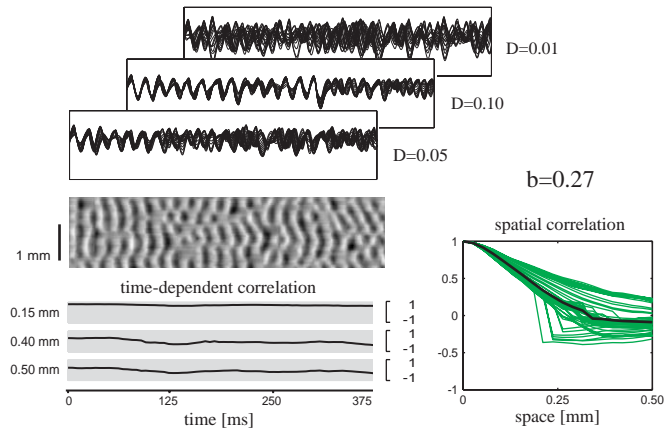 D=0.01
D=0.10
D=0.05
b=0.27
1 mm
spatial correlation
1
0.5
0
-0.5
-1
0
0.25
0.50
space [mm]
time-dependent correlation
0.15 mm
1
-1
0.40 mm
1
-1
0.50 mm
1
-1
0
125
250
375
time [ms]